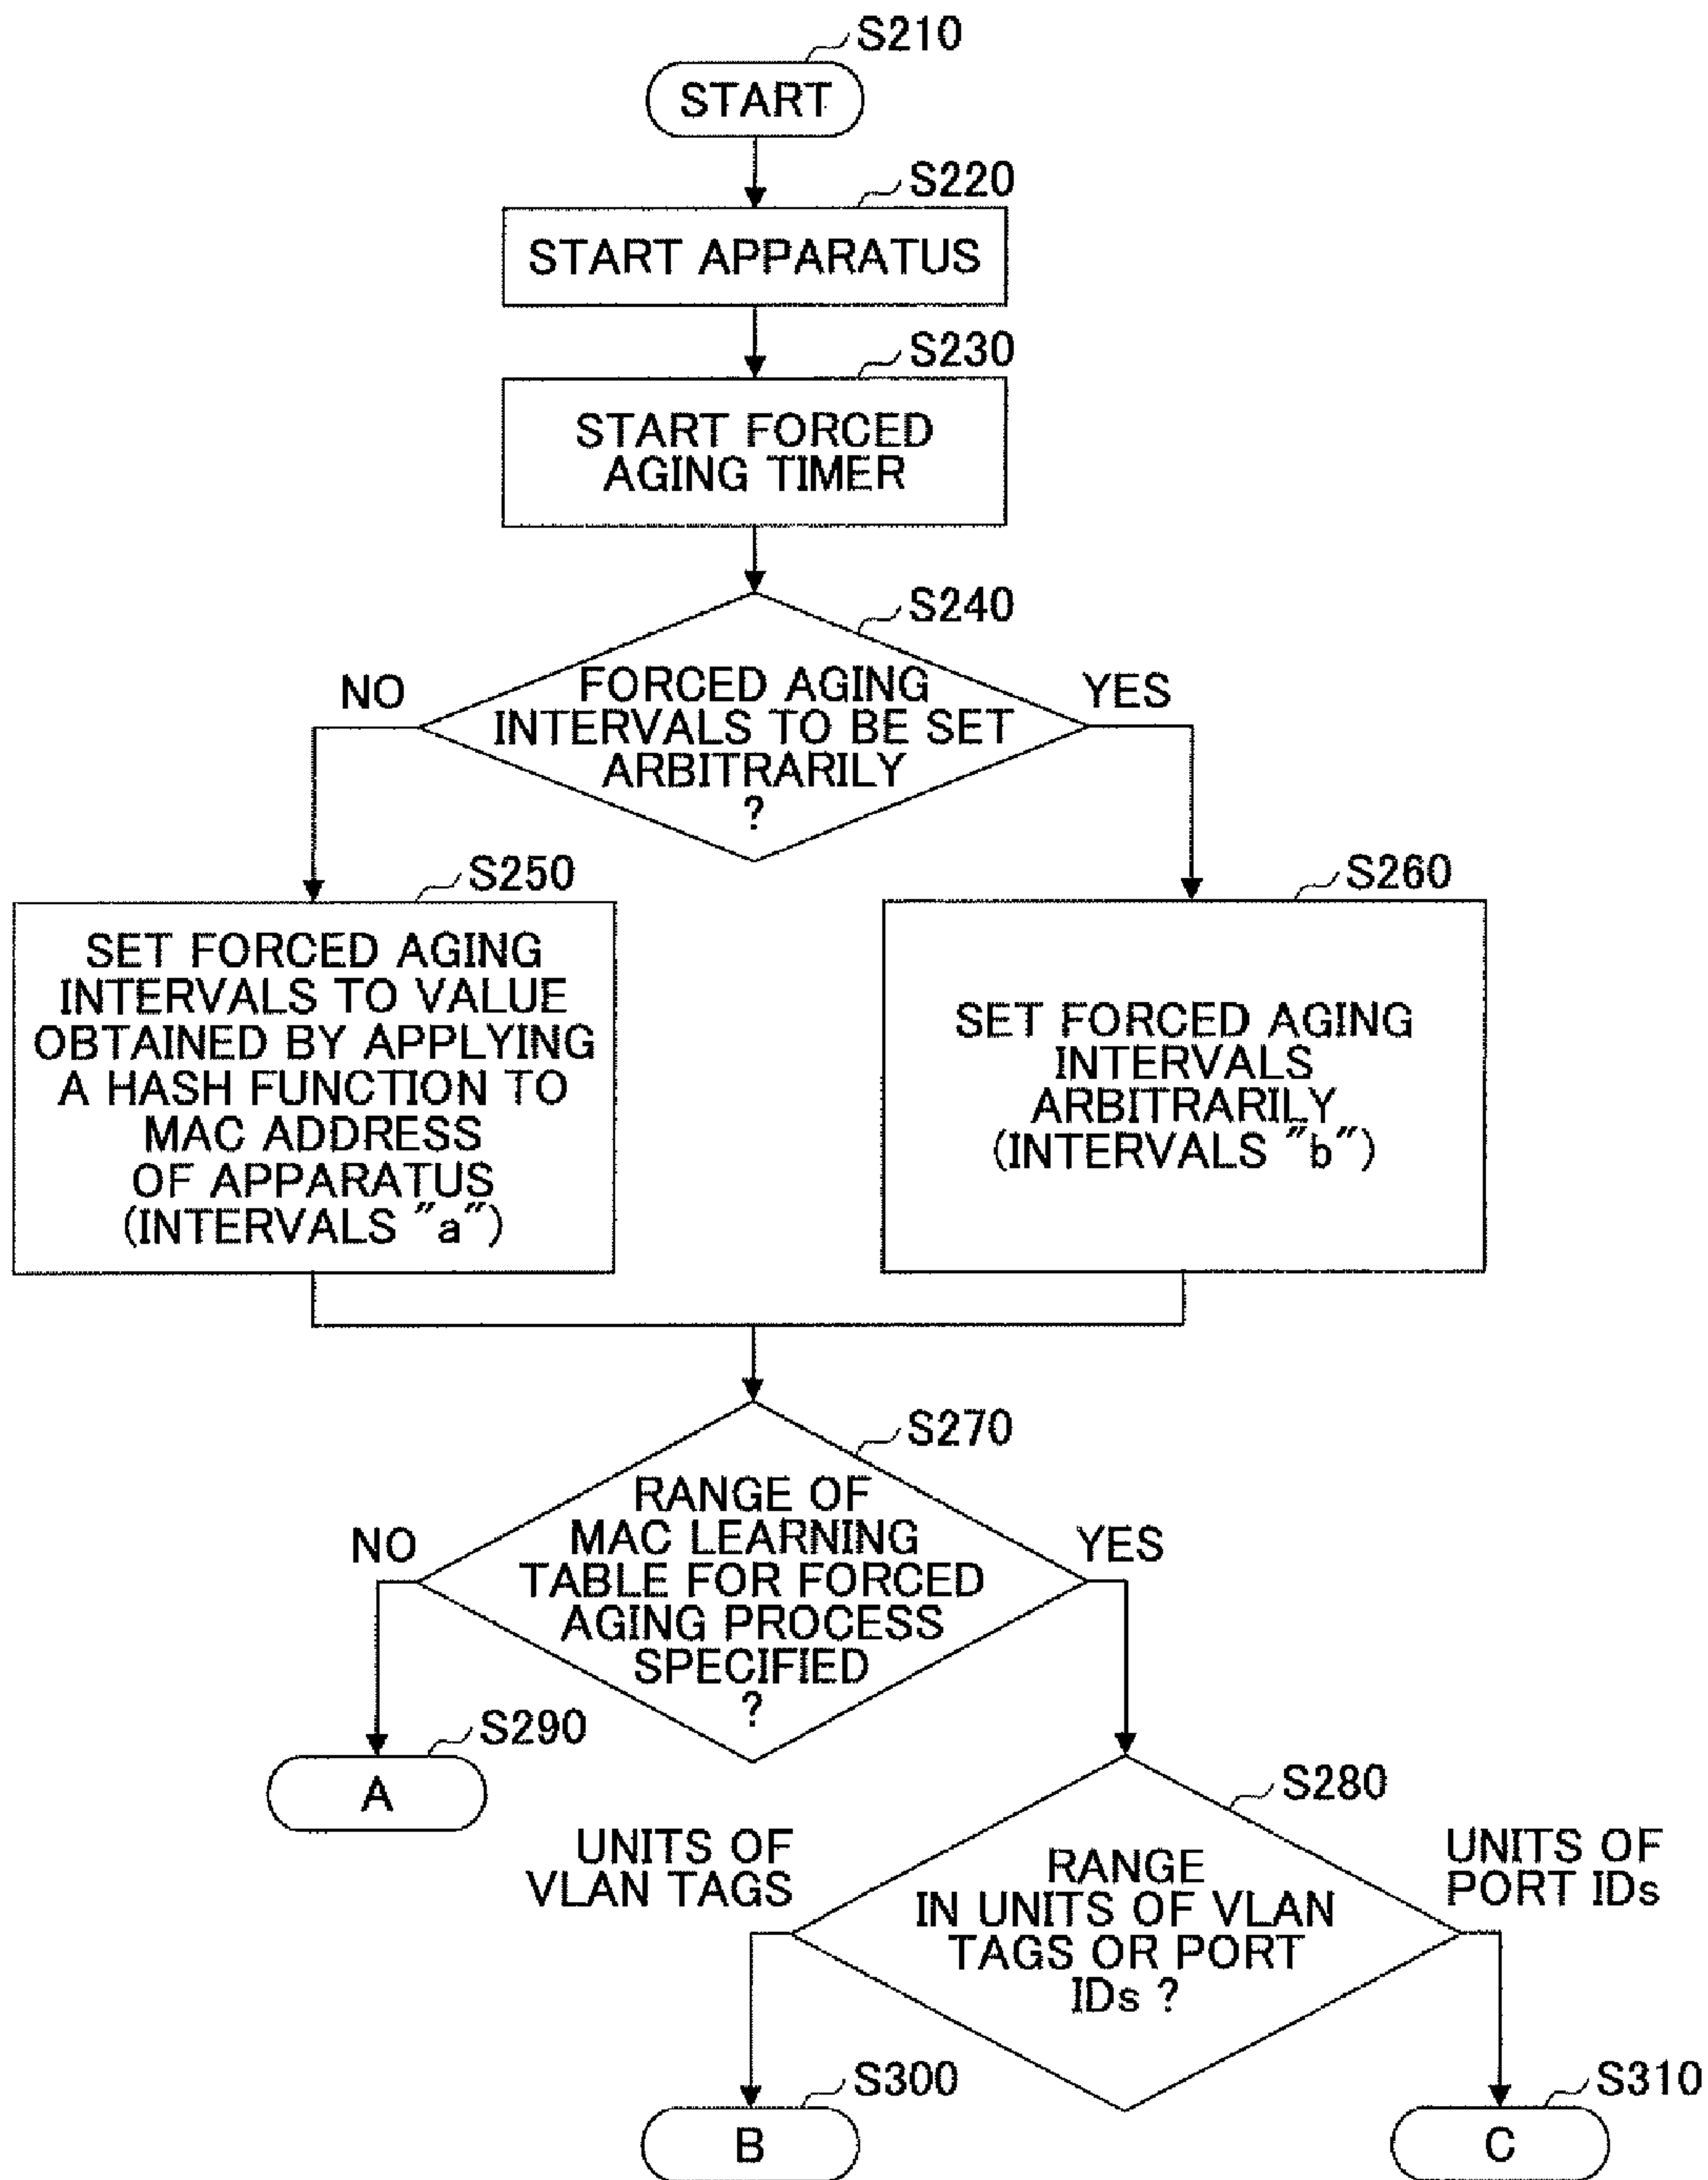 S210
START
S220
START APPARATUS
S230
START FORCED
AGING TIMER
S240
NO
YES
FORCED AGING
INTERVALS TO BE SET
ARBITRARILY
?
S250
SET FORCED AGING
INTERVALS TO VALUE
OBTAINED BY APPLYING
A HASH FUNCTION TO
MAC ADDRESS
OF APPARATUS
(INTERVALS "a")
S260
SET FORCED AGING
INTERVALS
ARBITRARILY
(INTERVALS "b")
S270
NO
YES
RANGE OF
MAC LEARNING
TABLE FOR FORCED
AGING PROCESS
SPECIFIED
?
S290
A
S280
UNITS OF
VLAN TAGS
RANGE
IN UNITS OF VLAN
TAGS OR PORT
IDs ?
UNITS OF
PORT IDs
S300
B
S310
C